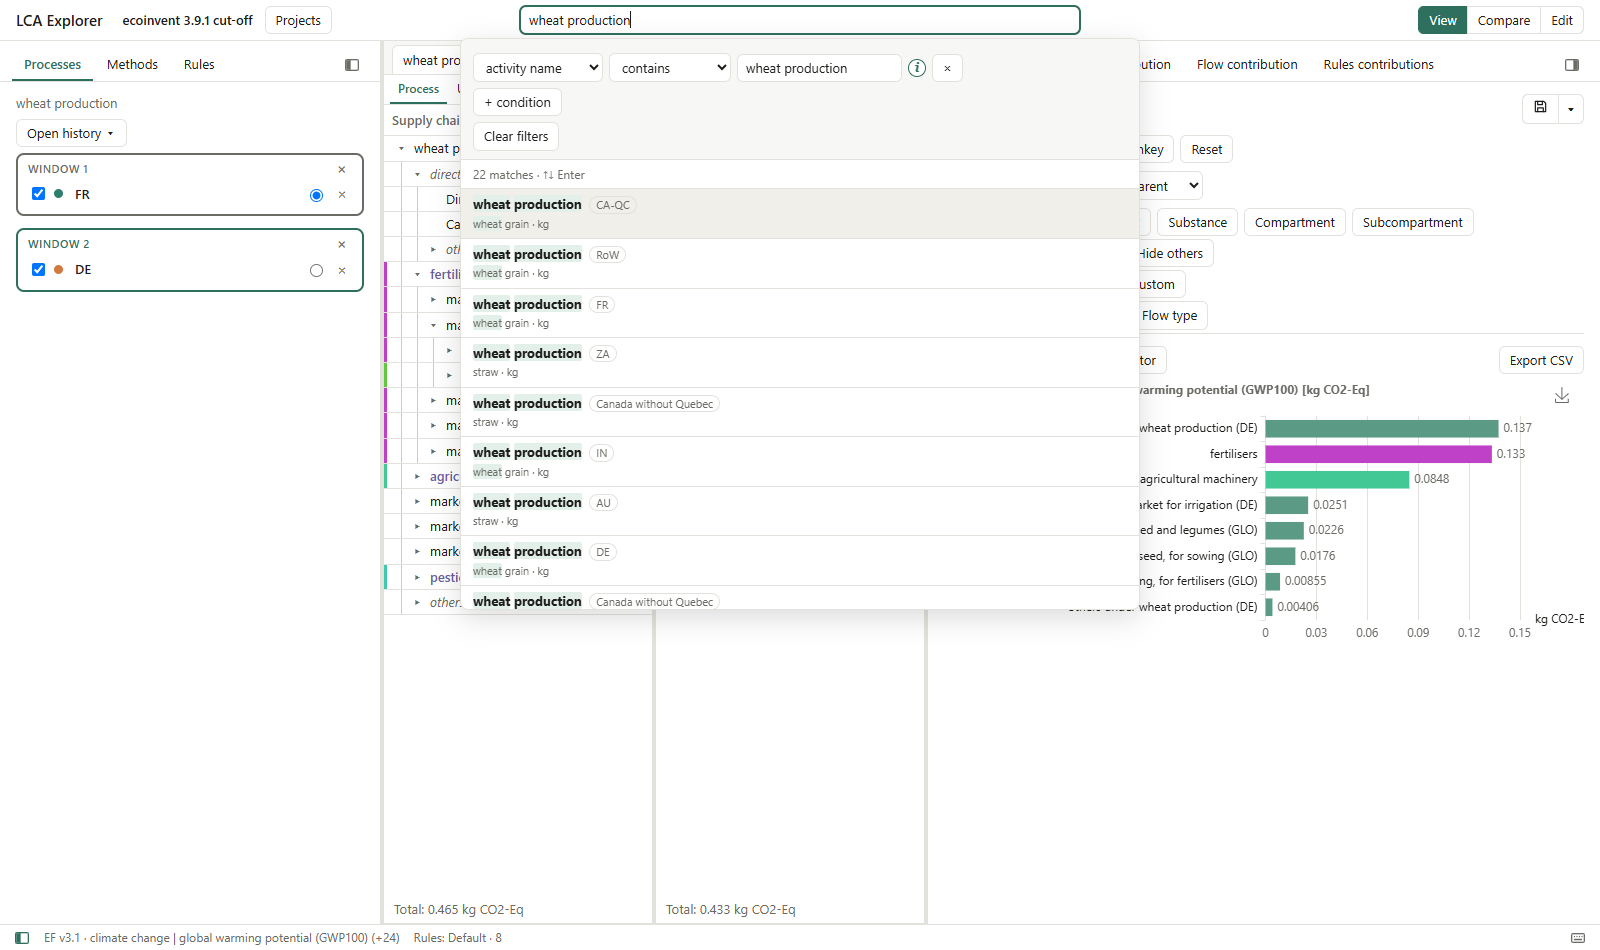 LCA Explorer
ecoinvent 3.9.1 cut-off
Projects
wheat production
View
Compare
Edit
Processes
Methods
Rules
wheat production
Open history
WINDOW 1
×
FR
×
WINDOW 2
×
DE
×
wheat pro
Process
Supply chai
wheat p
direct
Di
Ca
oth
fertili
ma
ma
ma
ma
ma
agric
mark
mark
mark
pestic
others
Total: 0.465 kg CO2-Eq
Total: 0.433 kg CO2-Eq
activity name
contains
wheat production
i
×
+ condition
Clear filters
22 matches · ↑↓ Enter
wheat production CA-QC
wheat grain · kg
wheat production RoW
wheat grain · kg
wheat production FR
wheat grain · kg
wheat production ZA
straw · kg
wheat production Canada without Quebec
straw · kg
wheat production IN
wheat grain · kg
wheat production AU
straw · kg
wheat production DE
wheat grain · kg
wheat production Canada without Quebec
ution
Flow contribution
Rules contributions
nkey
Reset
arent
Substance
Compartment
Subcompartment
Hide others
ustom
Flow type
tor
Export CSV
warming potential (GWP100) [kg CO2-Eq]
wheat production (DE) 0.137
fertilisers 0.133
agricultural machinery 0.0848
rket for irrigation (DE) 0.0251
ed and legumes (GLO) 0.0226
seed, for sowing (GLO) 0.0176
ng, for fertilisers (GLO) 0.00855
wheat production (DE) 0.00406
kg CO2-E
0 0.03 0.06 0.09 0.12 0.15
EF v3.1 · climate change | global warming potential (GWP100) (+24)
Rules: Default · 8